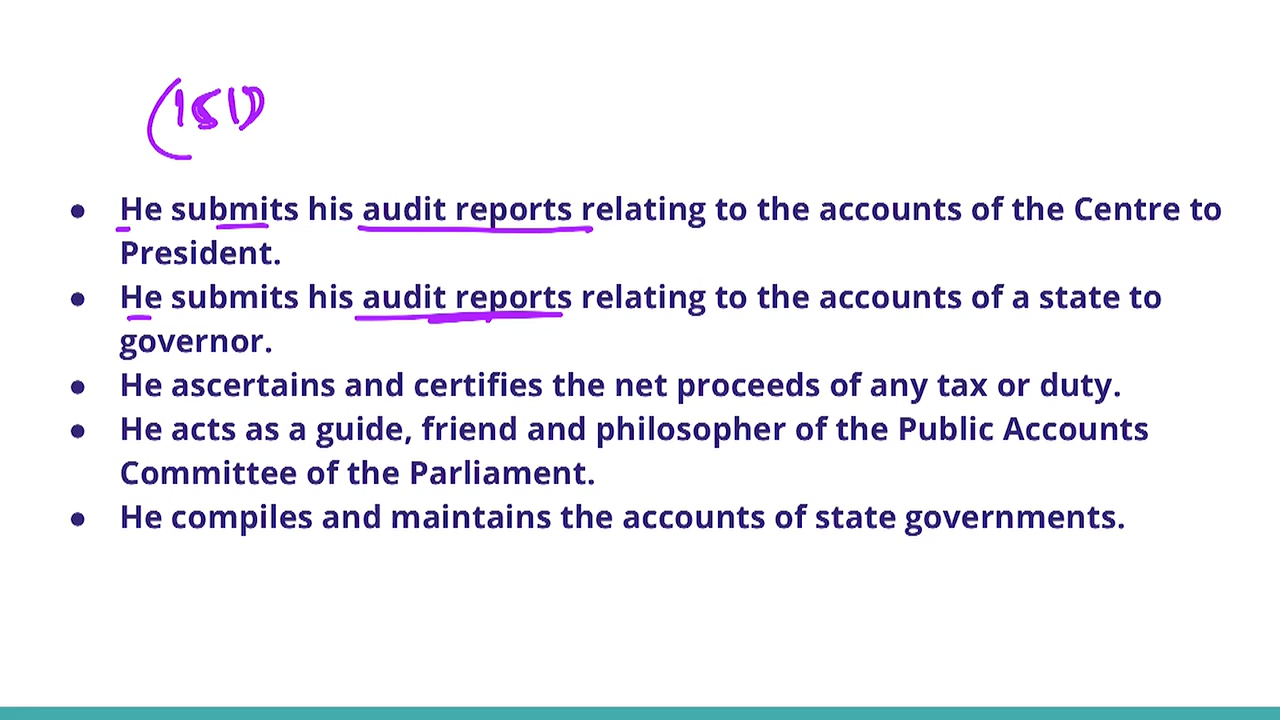 (151)
● He submits his audit reports relating to the accounts of the Centre to
President.
● He submits his audit reports relating to the accounts of a state to
governor.
● He ascertains and certifies the net proceeds of any tax or duty.
● He acts as a guide, friend and philosopher of the Public Accounts
Committee of the Parliament.
● He compiles and maintains the accounts of state governments.